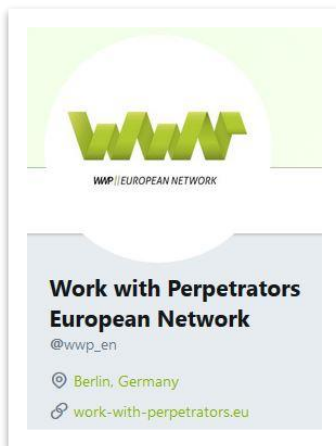 WWP
WWP||EUROPEAN NETWORK
Work with Perpetrators
European Network
@wwp_en
Berlin, Germany
work-with-perpetrators.eu